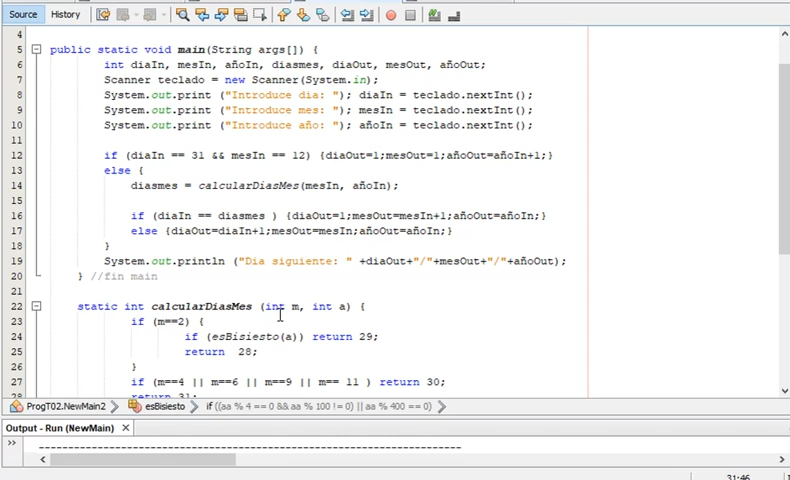 Source History
4
5 public static void main(String args[]) {
6 int diaIn, mesIn, añoIn, diasmes, diaOut, mesOut, añoOut;
7 Scanner teclado = new Scanner(System.in);
8 System.out.print ("Introduce dia: "); diaIn = teclado.nextInt();
9 System.out.print ("Introduce mes: "); mesIn = teclado.nextInt();
10 System.out.print ("Introduce año: "); añoIn = teclado.nextInt();
11
12 if (diaIn == 31 && mesIn == 12) {diaOut=1;mesOut=1;añoOut=añoIn+1;}
13 else {
14 diasmes = calcularDiasMes(mesIn, añoIn);
15
16 if (diaIn == diasmes ) {diaOut=1;mesOut=mesIn+1;añoOut=añoIn;}
17 else {diaOut=diaIn+1;mesOut=mesIn;añoOut=añoIn;}
18 }
19 System.out.println ("Dia siguiente: " +diaOut+"/"+mesOut+"/"+añoOut);
20 } //fin main
21
22 static int calcularDiasMes (int m, int a) {
23 if (m==2) {
24 if (esBisiesto(a)) return 29;
25 return 28;
26 }
27 if (m==4 || m==6 || m==9 || m== 11 ) return 30;
28 return 31;
ProgT02.NewMain2 esBisiesto if ((aa % 4 == 0 && aa % 100 != 0) || aa % 400 == 0)
Output - Run (NewMain) ×
--------------------------------------------------------------
31:46